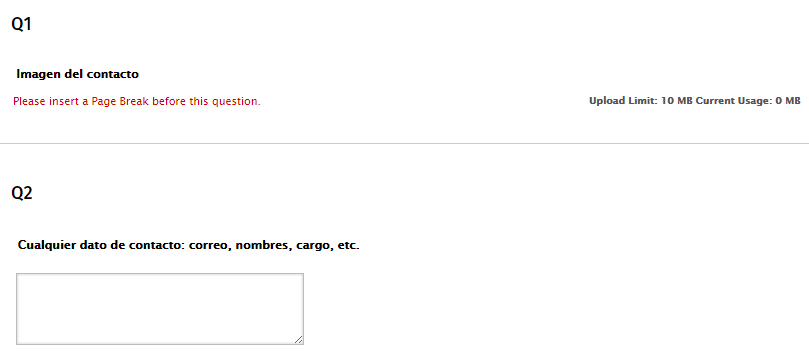 Q1
Imagen del contacto
Please insert a Page Break before this question.
Upload Limit: 10 MB Current Usage: 0 MB
Q2
Cualquier dato de contacto: correo, nombres, cargo, etc.